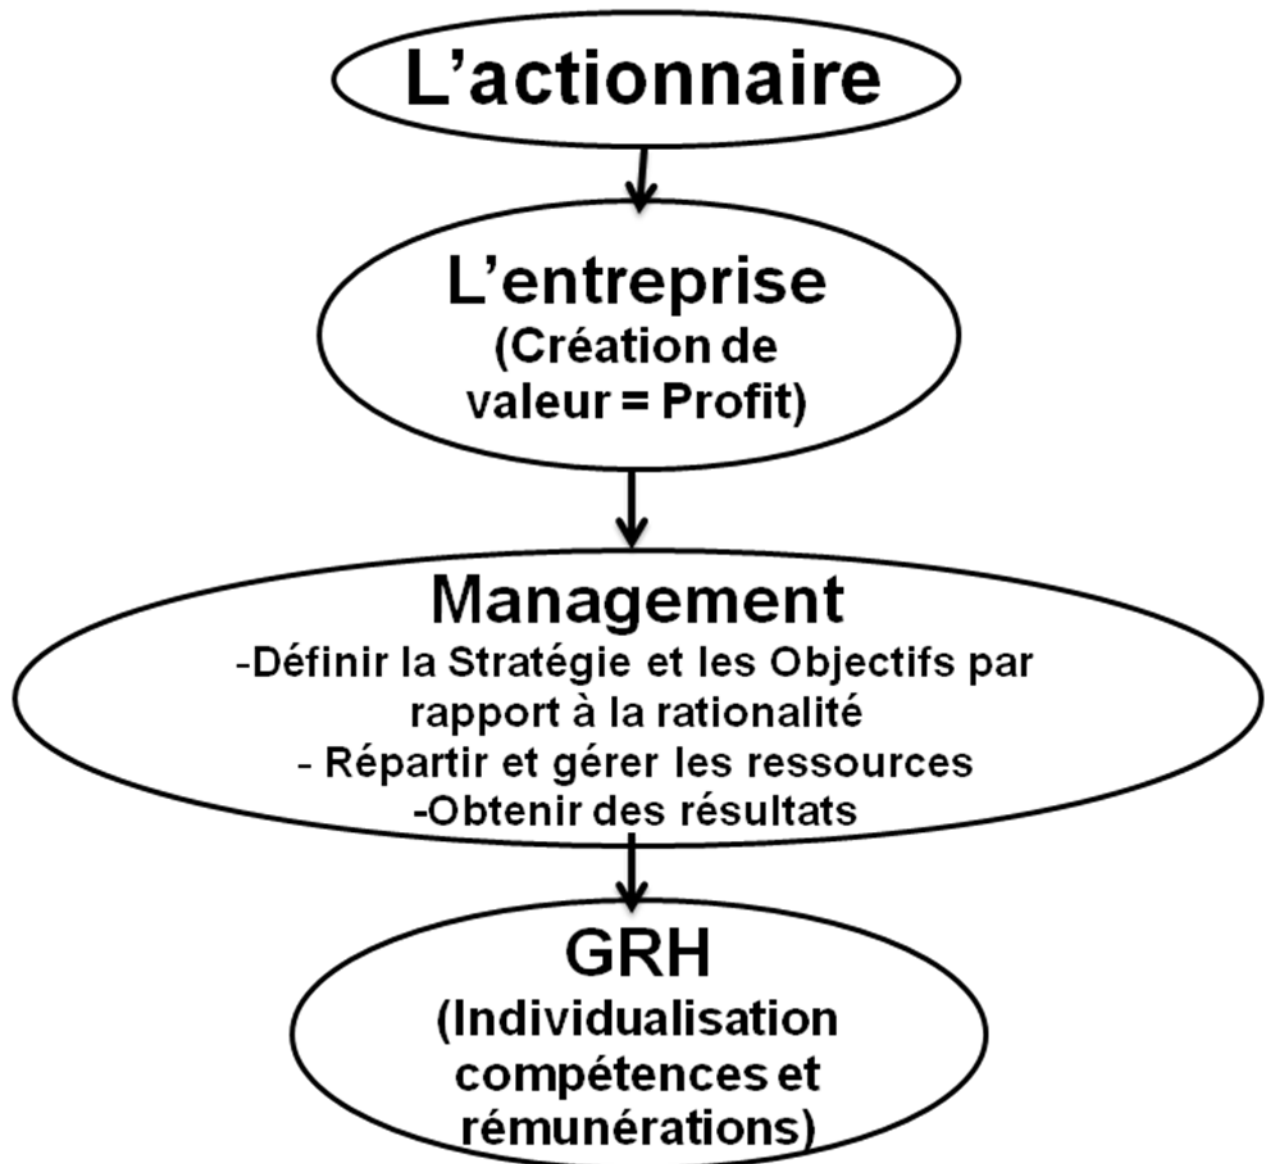 L’actionnaire
L’entreprise
(Création de
valeur = Profit)
Management
-Définir la Stratégie et les Objectifs par
rapport à la rationalité
- Répartir et gérer les ressources
-Obtenir des résultats
GRH
(Individualisation
compétences et
rémunérations)